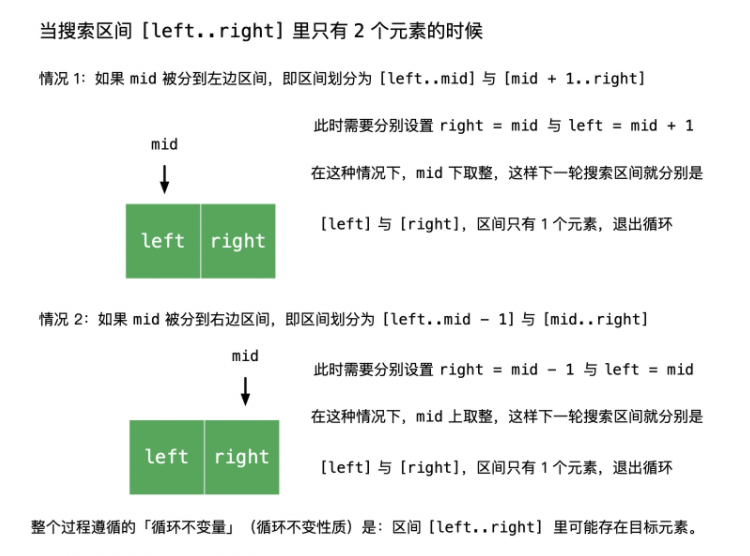 当搜索区间 [left..right] 里只有 2 个元素的时候
情况 1：如果 mid 被分到左边区间，即区间划分为 [left..mid] 与 [mid + 1..right]
此时需要分别设置 right = mid 与 left = mid + 1
mid
在这种情况下，mid 下取整，这样下一轮搜索区间就分别是
left right
[left] 与 [right]，区间只有 1 个元素，退出循环
情况 2：如果 mid 被分到右边区间，即区间划分为 [left..mid - 1] 与 [mid..right]
mid
此时需要分别设置 right = mid - 1 与 left = mid
在这种情况下，mid 上取整，这样下一轮搜索区间就分别是
left right
[left] 与 [right]，区间只有 1 个元素，退出循环
整个过程遵循的「循环不变量」（循环不变性质）是：区间 [left..right] 里可能存在目标元素。